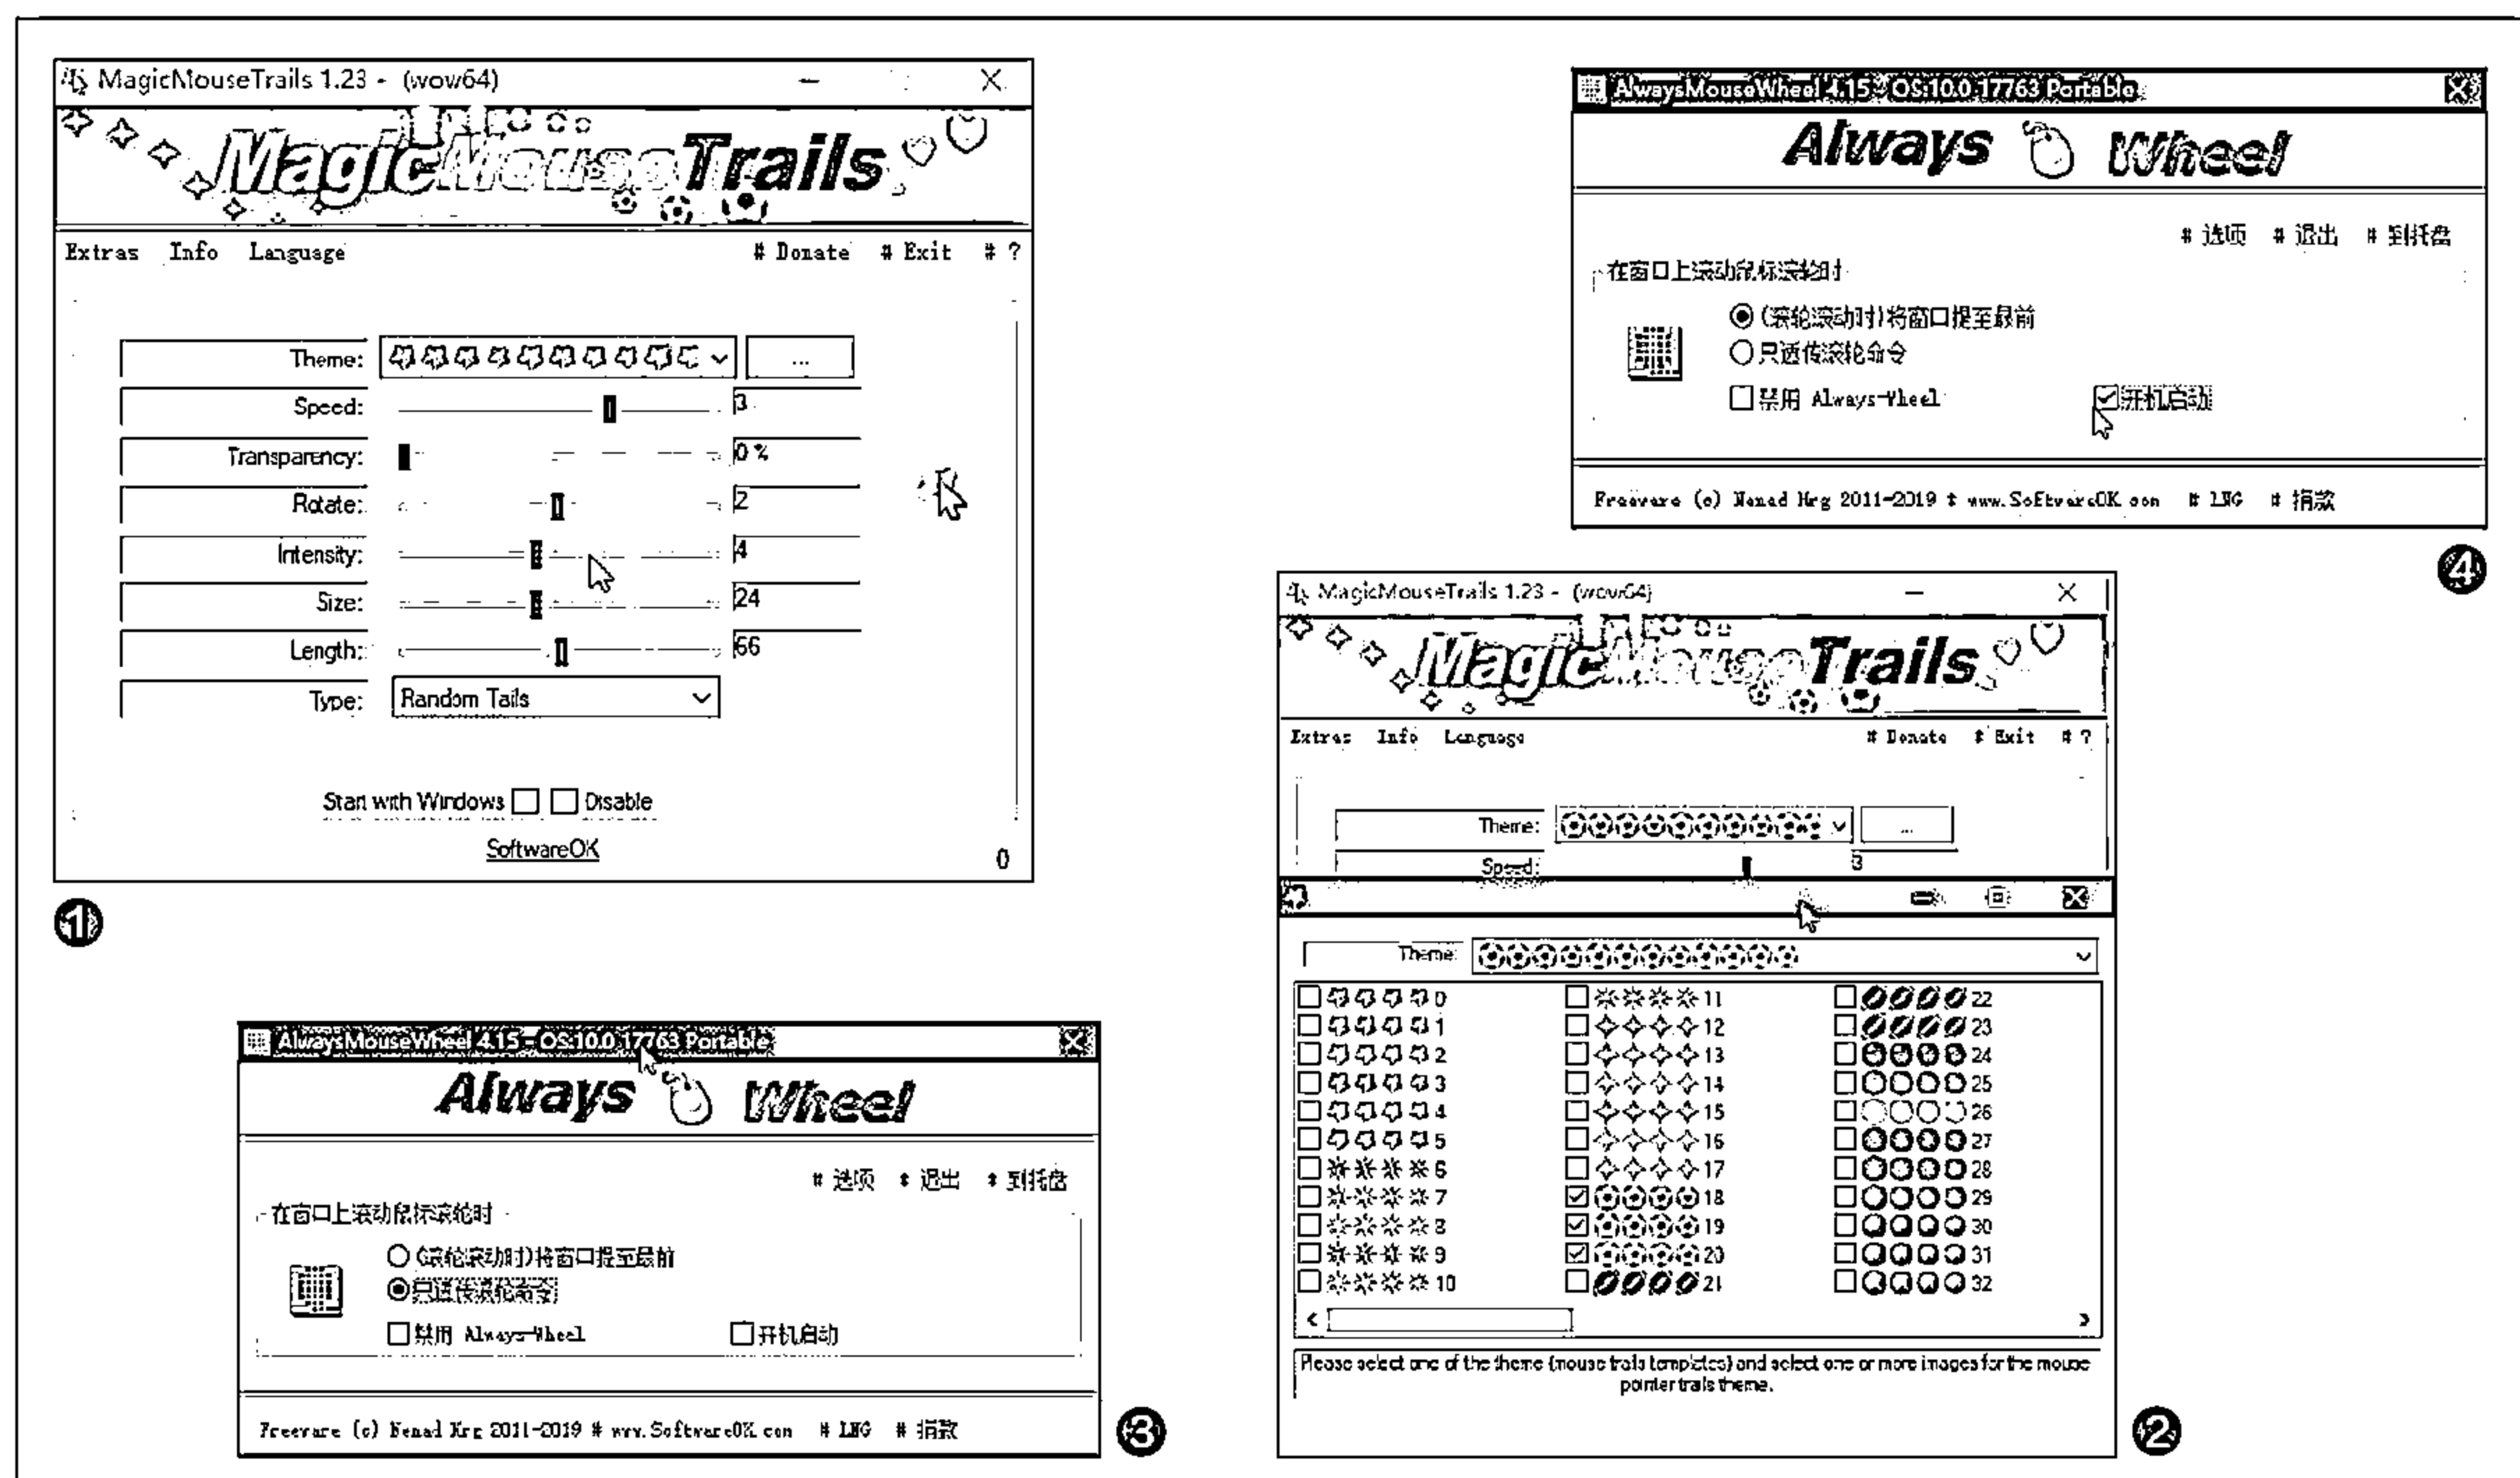 MagicMouseTrails 1.23 - (wow64)
MagicMouseTrails
Extras Info Language # Donate # Exit # ?
Theme: ...
Speed: 3
Transparency: 0 %
Rotate: 2
Intensity: 4
Size: 24
Length: 66
Type: Random Tails
Start with Windows Disable
SoftwareOK
0
1
AlwaysMouseWheel 4.15 - OS:10.0.17763 Portable
Always Wheel
# 选项 # 退出 # 到托盘
在窗口上滚动鼠标滚轮时
(滚轮滚动时)将窗口提至最前
只透传滚轮命令
禁用 Always-Wheel 开机启动
Freeware (c) Nenad Hrg 2011-2019 # www.SoftwareOK.com # LNG # 捐款
4
MagicMouseTrails 1.23 - (wow64)
MagicMouseTrails
Extras Info Language # Donate # Exit # ?
Theme: ...
Speed: 3
Theme:
0 11 22
1 12 23
2 13 24
3 14 25
4 15 26
5 16 27
6 17 28
7 18 29
8 19 30
9 20 31
10 21 32
Please select one of the theme (mouse trails templates) and select one or more images for the mouse
pointer trails theme.
2
AlwaysMouseWheel 4.15 - OS:10.0.17763 Portable
Always Wheel
# 选项 # 退出 # 到托盘
在窗口上滚动鼠标滚轮时
(滚轮滚动时)将窗口提至最前
只透传滚轮命令
禁用 Always-Wheel 开机启动
Freeware (c) Nenad Hrg 2011-2019 # www.SoftwareOK.com # LNG # 捐款
3